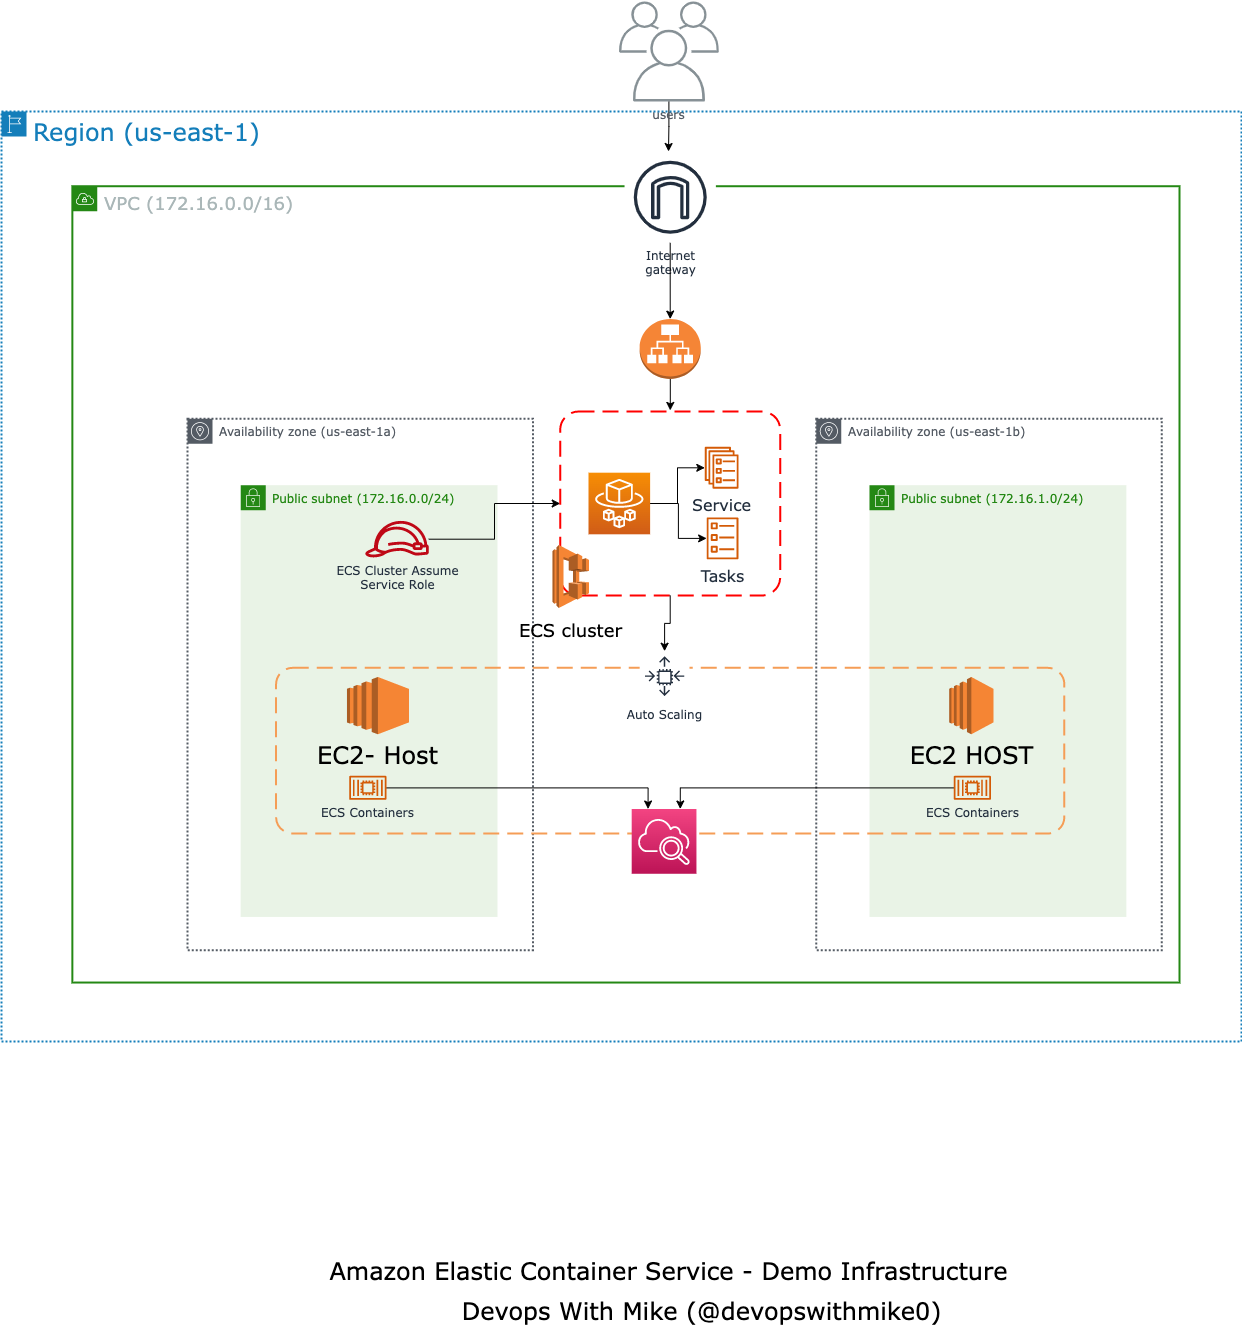 users
Region (us-east-1)
VPC (172.16.0.0/16)
Internet
gateway
Availability zone (us-east-1a)
Availability zone (us-east-1b)
Public subnet (172.16.0.0/24)
Public subnet (172.16.1.0/24)
Service
ECS Cluster Assume
Service Role
Tasks
ECS cluster
Auto Scaling
EC2- Host
EC2 HOST
ECS Containers
ECS Containers
Amazon Elastic Container Service - Demo Infrastructure
Devops With Mike (@devopswithmike0)